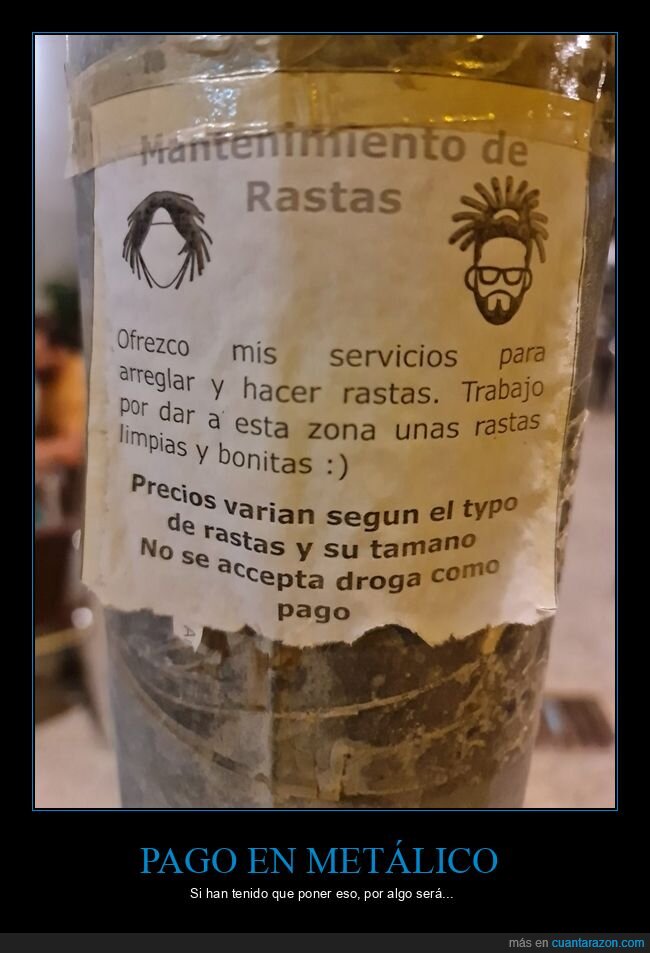 Mantenimiento de
Rastas
Ofrezco mis servicios para
arreglar y hacer rastas. Trabajo
por dar a esta zona unas rastas
limpias y bonitas :)
Precios varian segun el typo
de rastas y su tamano
No se accepta droga como
pago
A
PAGO EN METÁLICO
Si han tenido que poner eso, por algo será...
más en cuantarazon.com